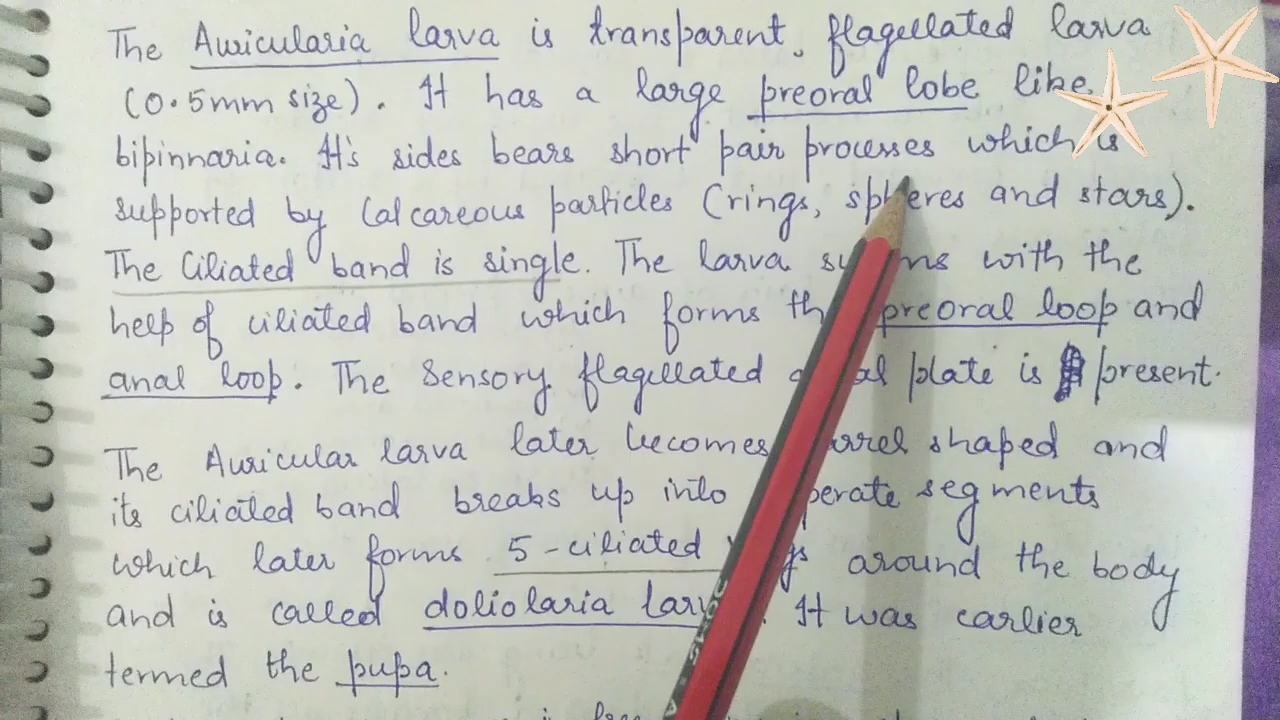 The Auricularia larva is transparent, flagellated larva
(0.5mm size). It has a large preoral lobe like
bipinnaria. It's sides bears short pair processes which is
supported by Calcareous particles (rings, spheres and stars).
The Ciliated band is single. The larva with the
help of ciliated band which forms preoral loop and
anal loop. The Sensory flagellated plate is present.
The Auricular larva later becomes shaped and
its ciliated band breaks up into segments
which later forms 5-ciliated around the body
and is called doliolaria It was earlier
termed the pupa.